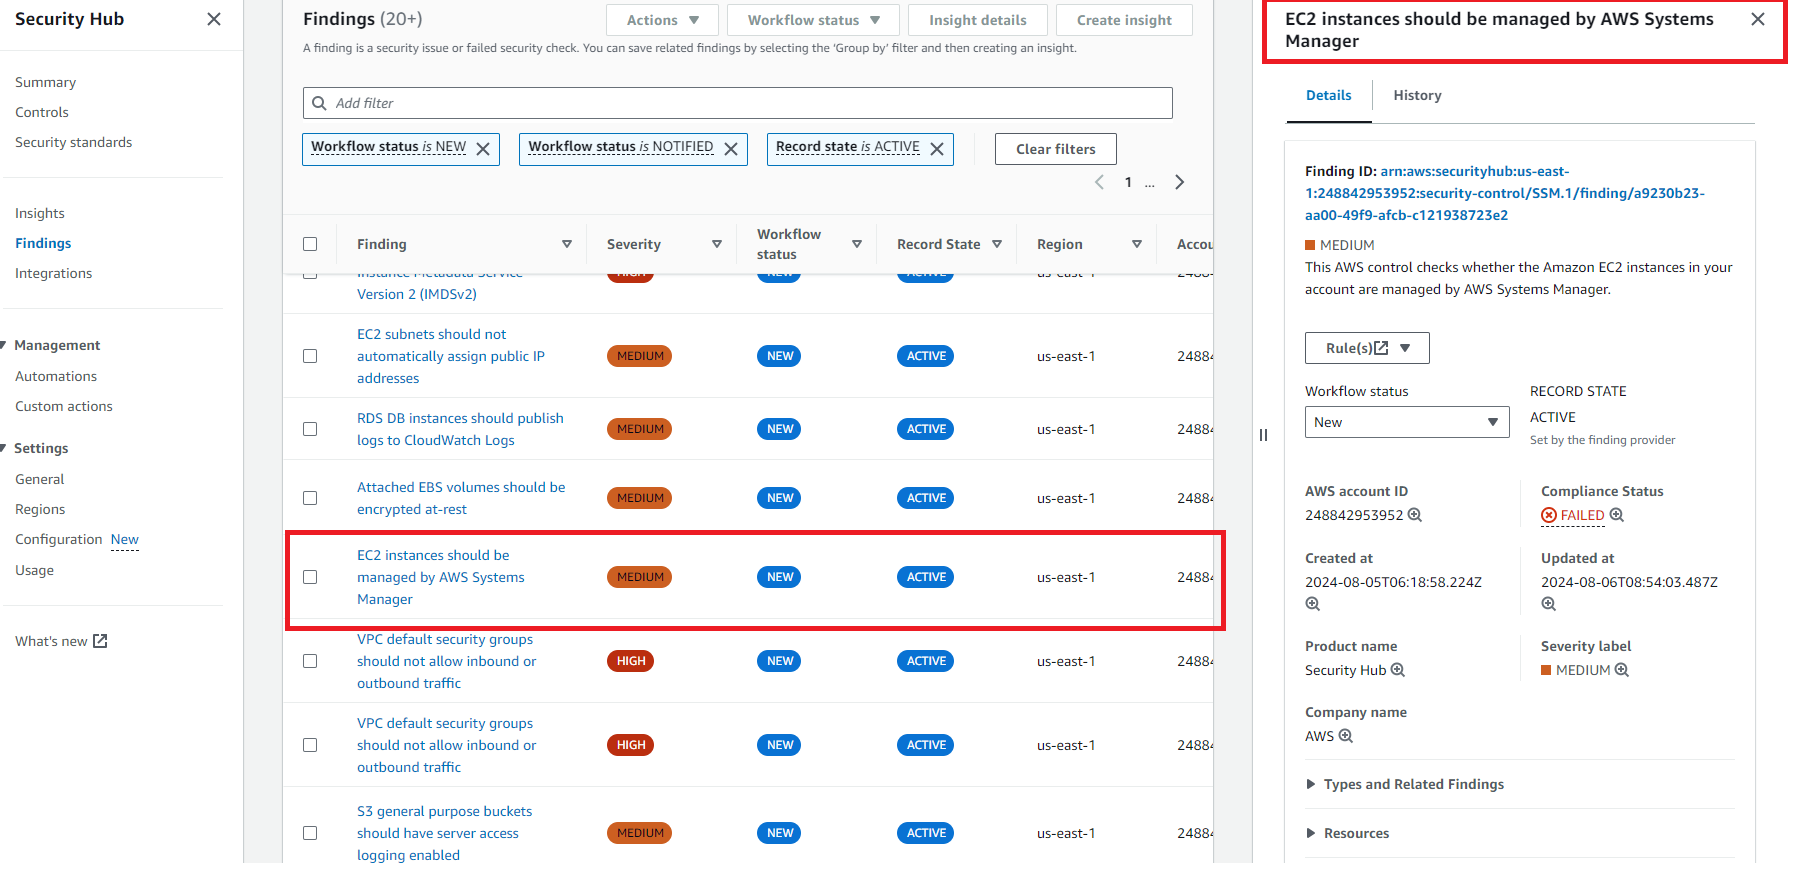 Security Hub
Summary
Controls
Security standards
Insights
Findings
Integrations
Management
Automations
Custom actions
Settings
General
Regions
Configuration New
Usage
What's new
Findings (20+)
Actions
Workflow status
Insight details
Create insight
A finding is a security issue or failed security check. You can save related findings by selecting the 'Group by' filter and then creating an insight.
Add filter
Workflow status is NEW
Workflow status is NOTIFIED
Record state is ACTIVE
Clear filters
1 ...
Finding
Severity
Workflow
status
Record State
Region
Accou
Instance Metadata Service
Version 2 (IMDSv2)
HIGH
NEW
ACTIVE
us-east-1
24884
EC2 subnets should not
automatically assign public IP
addresses
MEDIUM
NEW
ACTIVE
us-east-1
24884
RDS DB instances should publish
logs to CloudWatch Logs
MEDIUM
NEW
ACTIVE
us-east-1
24884
Attached EBS volumes should be
encrypted at-rest
MEDIUM
NEW
ACTIVE
us-east-1
24884
EC2 instances should be
managed by AWS Systems
Manager
MEDIUM
NEW
ACTIVE
us-east-1
24884
VPC default security groups
should not allow inbound or
outbound traffic
HIGH
NEW
ACTIVE
us-east-1
24884
VPC default security groups
should not allow inbound or
outbound traffic
HIGH
NEW
ACTIVE
us-east-1
24884
S3 general purpose buckets
should have server access
logging enabled
MEDIUM
NEW
ACTIVE
us-east-1
24884
EC2 instances should be managed by AWS Systems
Manager
Details
History
Finding ID: arn:aws:securityhub:us-east-
1:248842953952:security-control/SSM.1/finding/a9230b23-
aa00-49f9-afcb-c121938723e2
MEDIUM
This AWS control checks whether the Amazon EC2 instances in your
account are managed by AWS Systems Manager.
Rule(s)
Workflow status
New
RECORD STATE
ACTIVE
Set by the finding provider
AWS account ID
248842953952
Compliance Status
FAILED
Created at
2024-08-05T06:18:58.224Z
Updated at
2024-08-06T08:54:03.487Z
Product name
Security Hub
Severity label
MEDIUM
Company name
AWS
Types and Related Findings
Resources